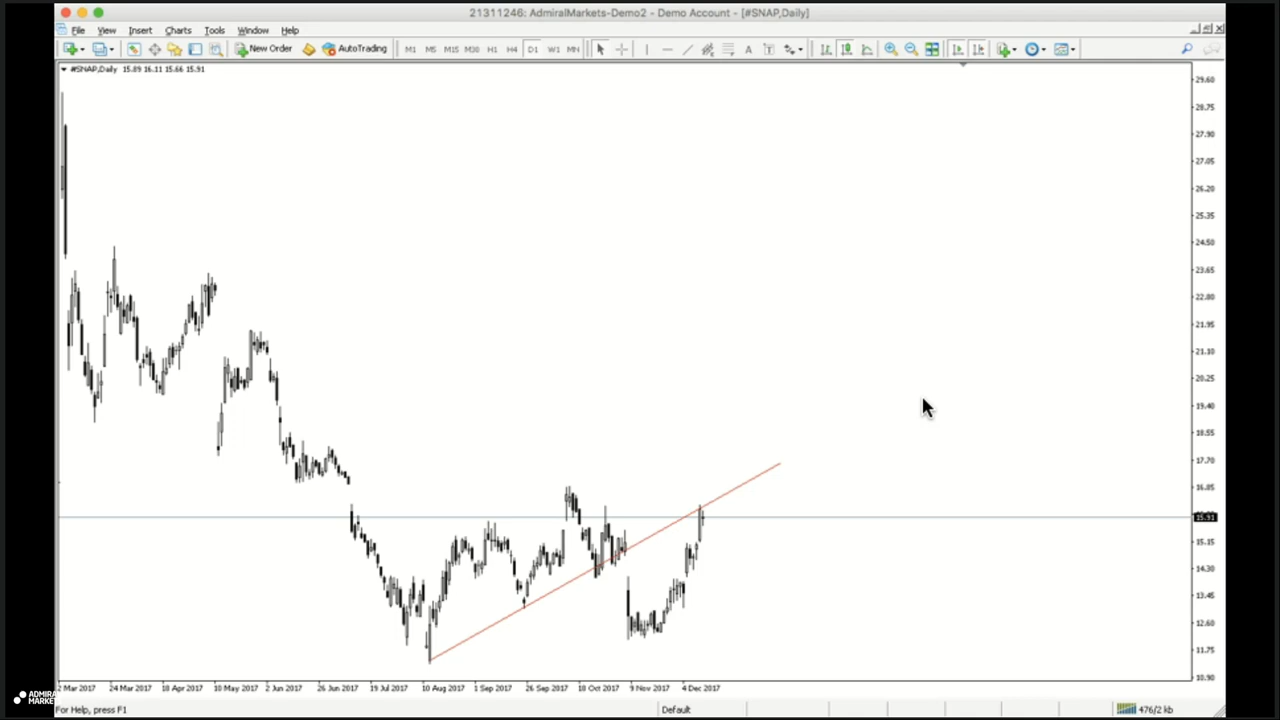 21311246: AdmiralMarkets-Demo2 - Demo Account - [#SNAP,Daily]
File View Insert Charts Tools Window Help
New Order AutoTrading M1 M5 M15 M30 H1 H4 D1 W1 MN A T
#SNAP,Daily 15.89 16.11 15.66 15.91
29.60
28.75
27.90
27.05
26.20
25.35
24.50
23.65
22.80
21.95
21.10
20.25
19.40
18.55
17.70
16.85
15.91
15.15
14.30
13.45
12.60
11.75
10.90
2 Mar 2017 24 Mar 2017 18 Apr 2017 10 May 2017 2 Jun 2017 26 Jun 2017 19 Jul 2017 10 Aug 2017 1 Sep 2017 26 Sep 2017 18 Oct 2017 9 Nov 2017 4 Dec 2017
ADMIRA
MARKET
For Help, press F1 Default 476/2 kb